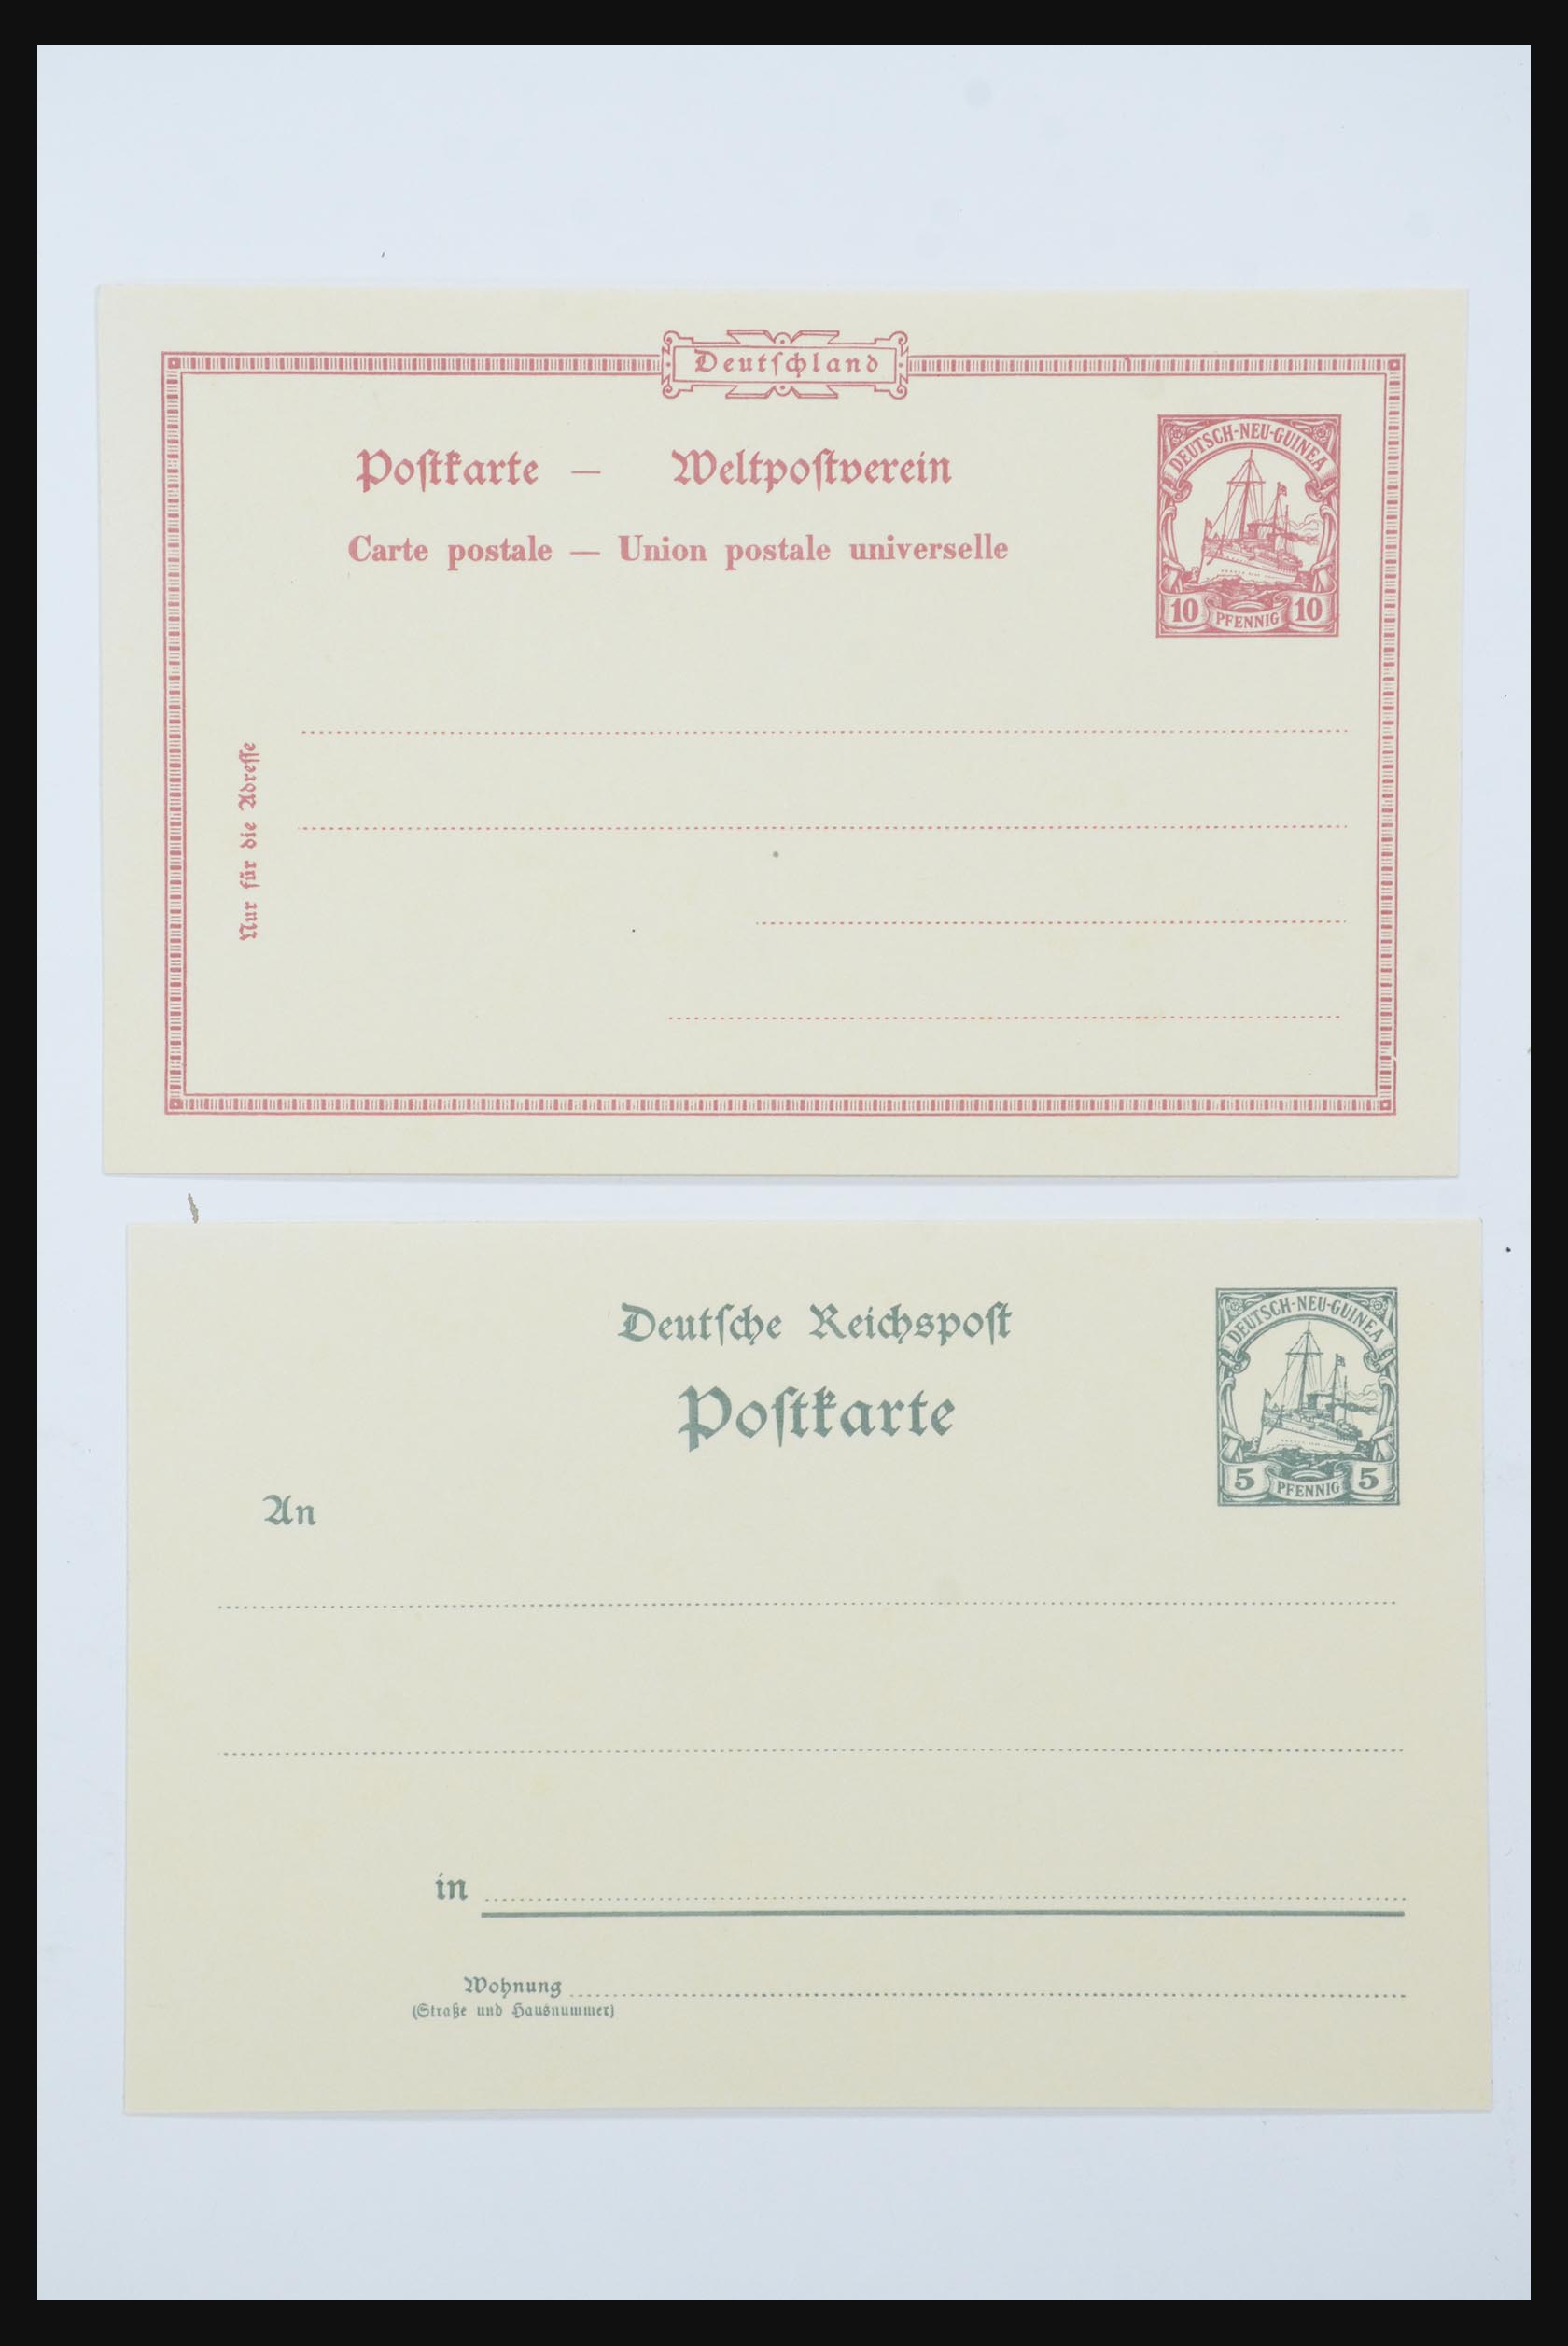 Deutſchland
Poſtkarte — Weltpoſtverein
Carte postale — Union postale universelle
DEUTSCH-NEU-GUINEA
10 PFENNIG 10
Nur für die Adreſſe
Deutſche Reichspoſt
Poſtkarte
DEUTSCH-NEU-GUINEA
5 PFENNIG 5
An
in
Wohnung
(Straße und Hausnummer)